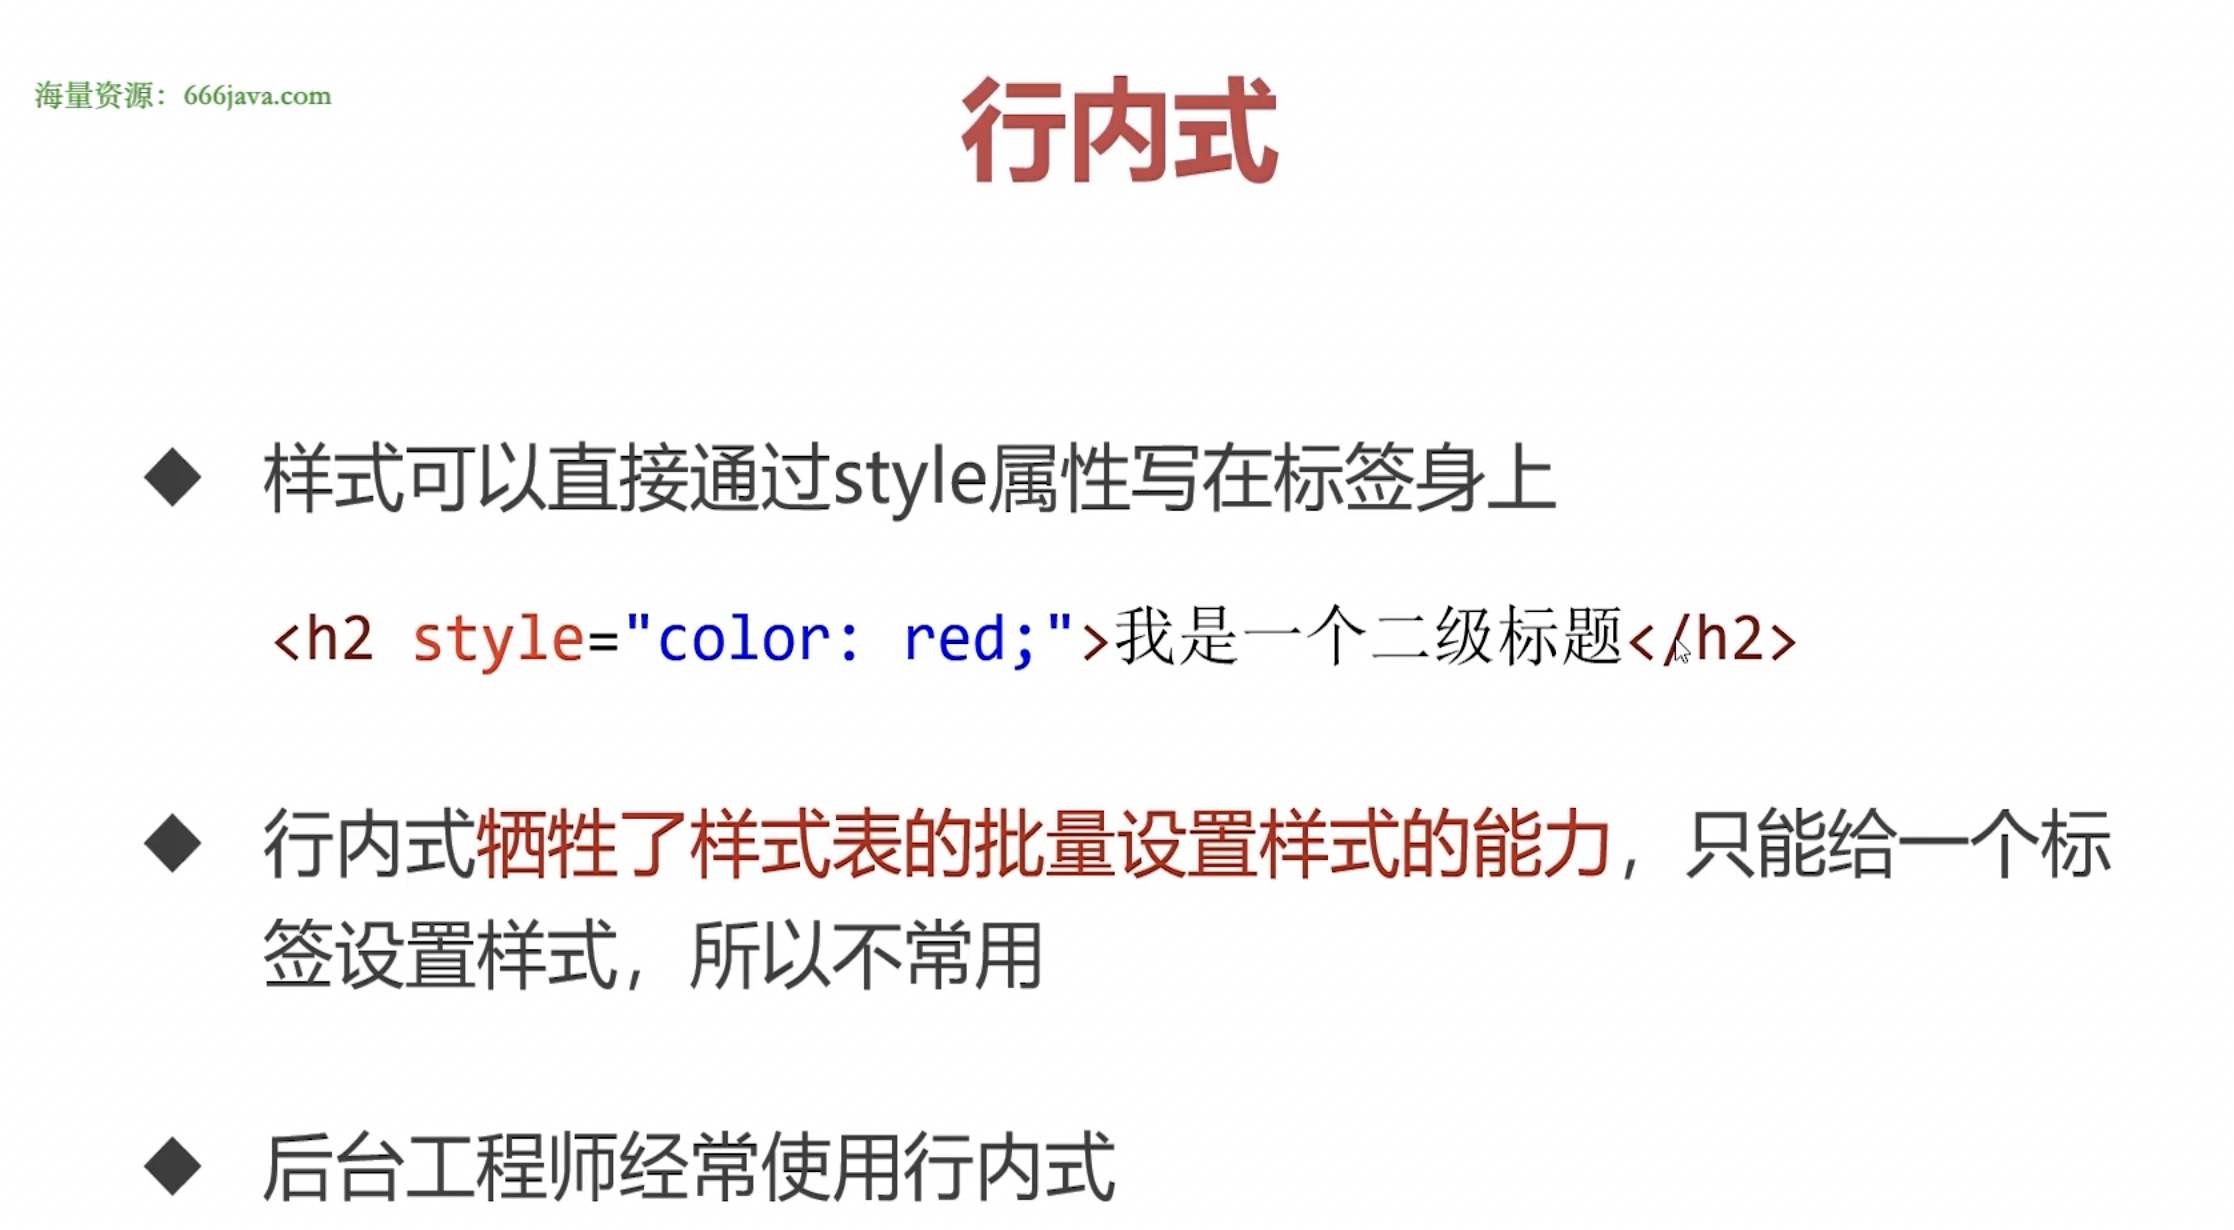 海量资源：666java.com
行内式
◆ 样式可以直接通过style属性写在标签身上
<h2 style="color: red;">我是一个二级标题</h2>
◆ 行内式牺牲了样式表的批量设置样式的能力，只能给一个标
签设置样式，所以不常用
◆ 后台工程师经常使用行内式